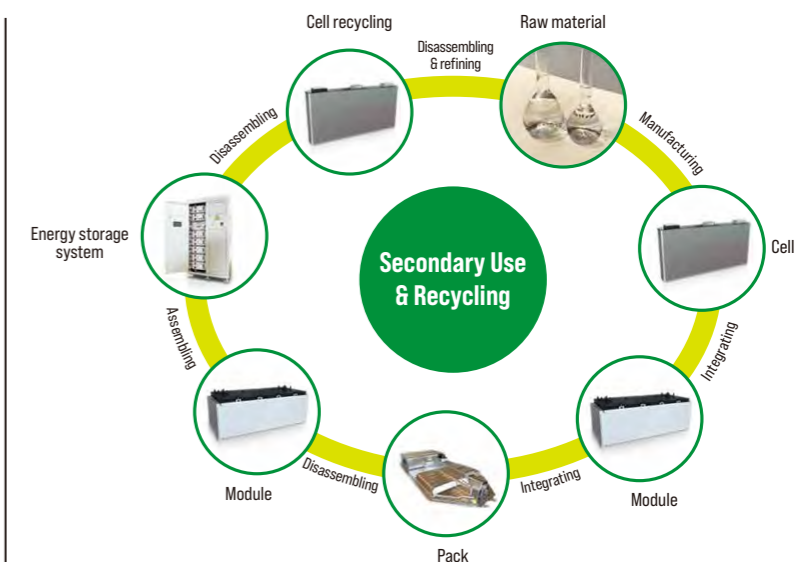 Cell recycling
Disassembling
& refining
Raw material
Manufacturing
Cell
Integrating
Module
Integrating
Pack
Disassembling
Module
Assembling
Energy storage
system
Disassembling
Secondary Use
& Recycling